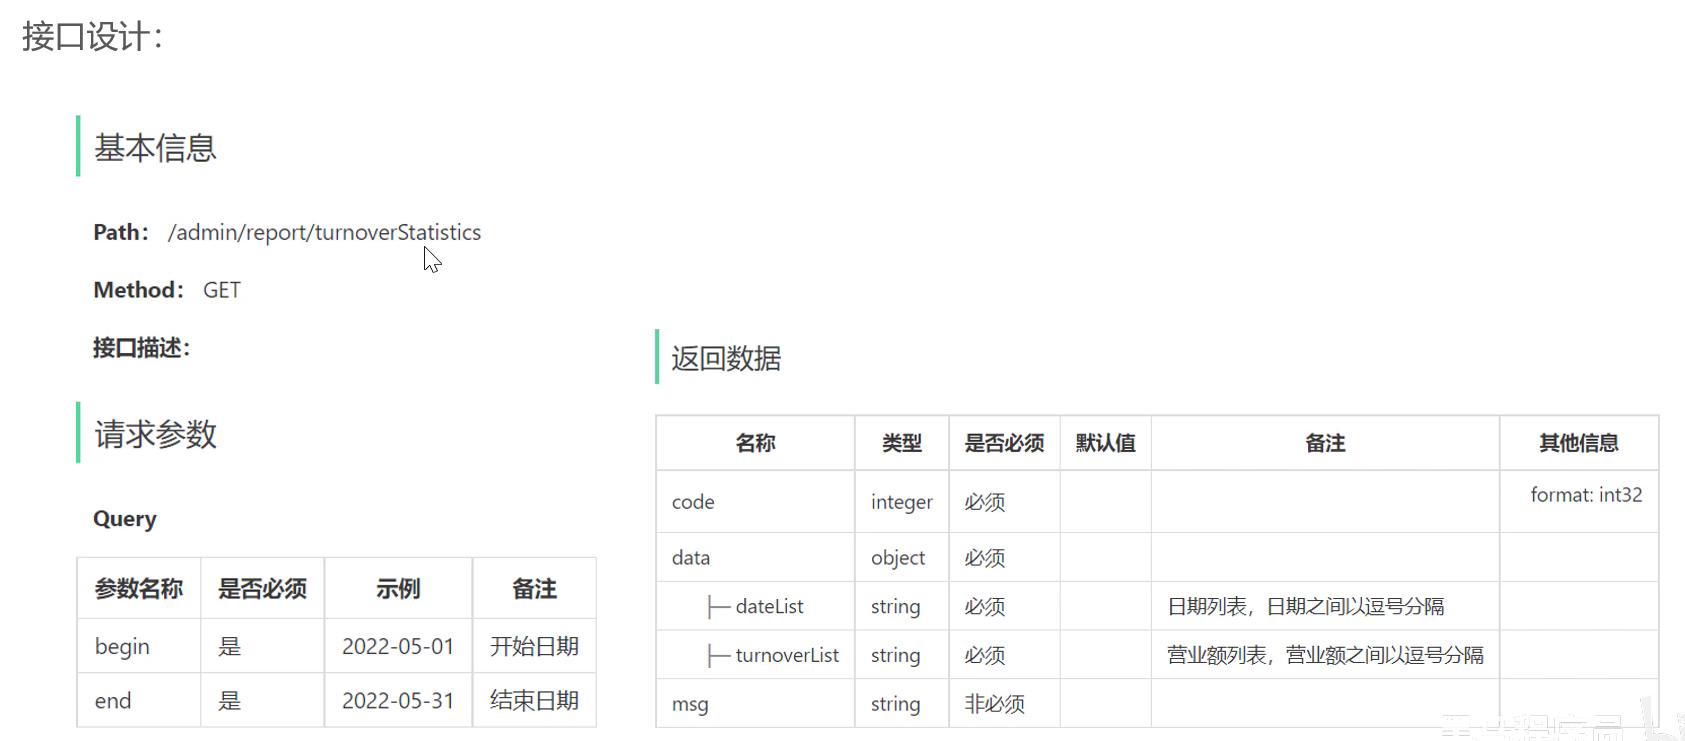 接口设计：
基本信息
Path： /admin/report/turnoverStatistics
Method： GET
接口描述：
请求参数
Query
参数名称 是否必须 示例 备注
begin 是 2022-05-01 开始日期
end 是 2022-05-31 结束日期
返回数据
名称 类型 是否必须 默认值 备注 其他信息
code integer 必须 format: int32
data object 必须
├─ dateList string 必须 日期列表，日期之间以逗号分隔
├─ turnoverList string 必须 营业额列表，营业额之间以逗号分隔
msg string 非必须